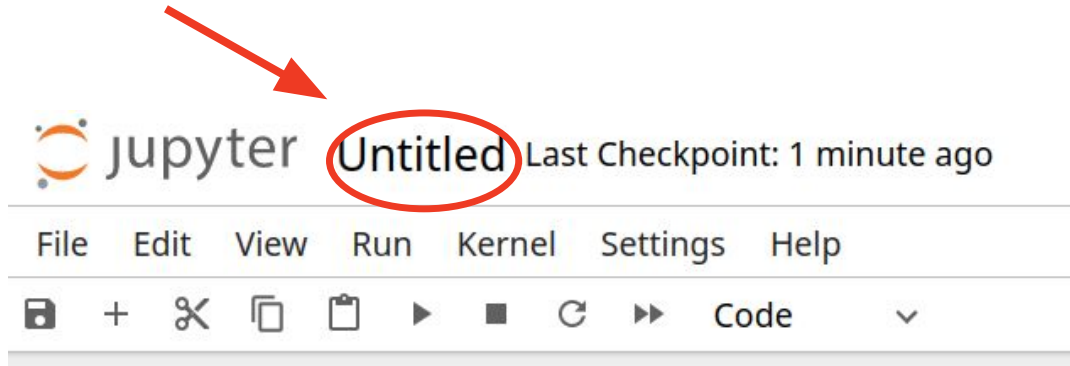 jupyter Untitled Last Checkpoint: 1 minute ago
File Edit View Run Kernel Settings Help
Code